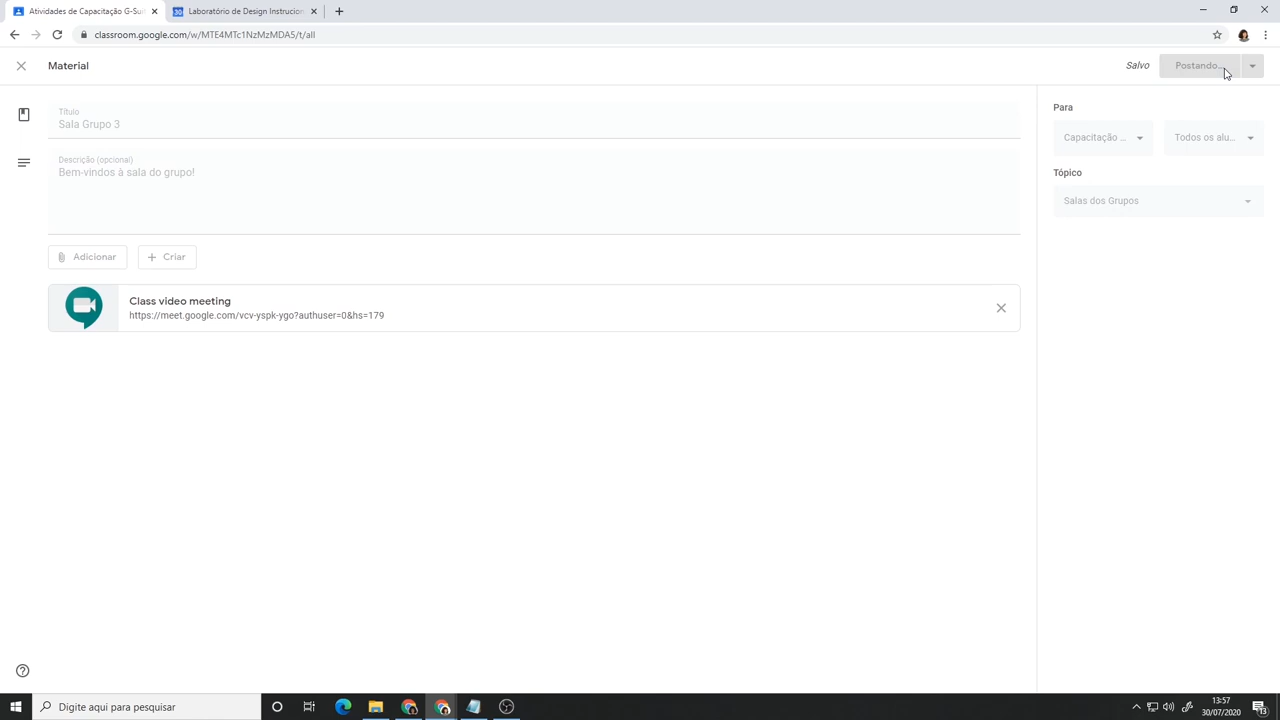 Atividades de Capacitação G-Sui
Laboratório de Design Instrucion
classroom.google.com/w/MTE4MTc1NzMzMDA5/t/all
Material
Salvo
Postando...
Título
Sala Grupo 3
Descrição (opcional)
Bem-vindos à sala do grupo!
Adicionar
Criar
Class video meeting
https://meet.google.com/vcv-yspk-ygo?authuser=0&hs=179
Para
Capacitação ...
Todos os alu...
Tópico
Salas dos Grupos
Digite aqui para pesquisar
13:57
30/07/2020
13